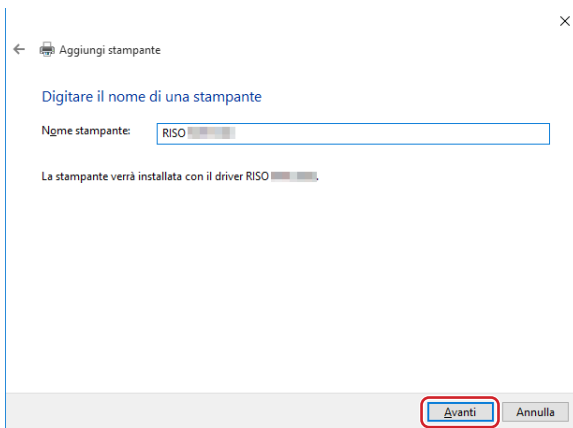 Aggiungi stampante
Digitare il nome di una stampante
Nome stampante: RISO
La stampante verrà installata con il driver RISO .
Avanti Annulla